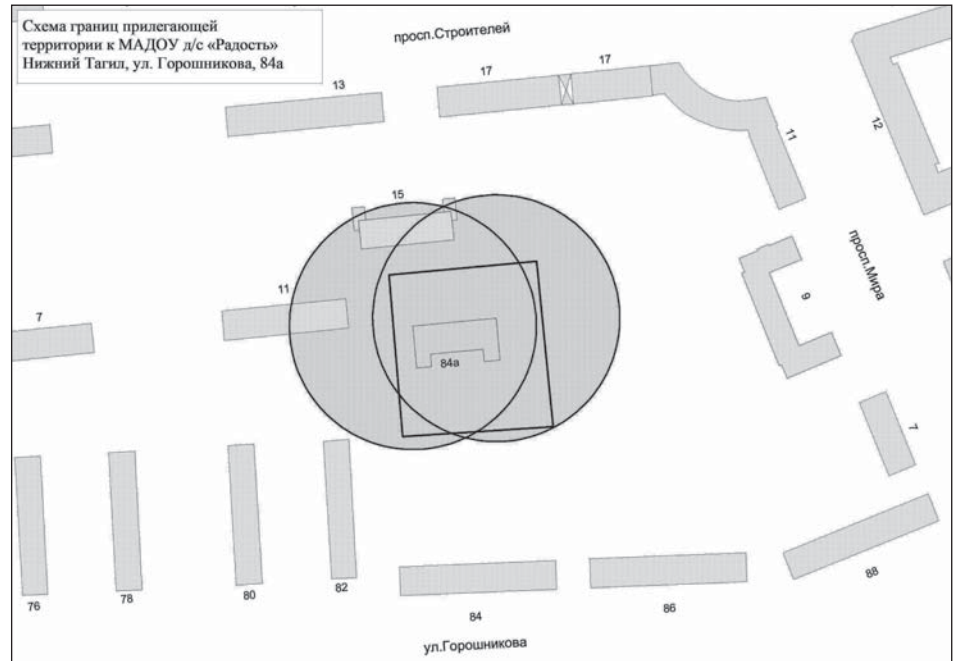 Схема границ прилегающей
территории к МАДОУ д/с «Радость»
Нижний Тагил, ул. Горошникова, 84а
просп.Строителей
13
17
17
11
12
15
11
7
84а
9
просп.Мира
7
76
78
80
82
84
86
88
ул.Горошникова